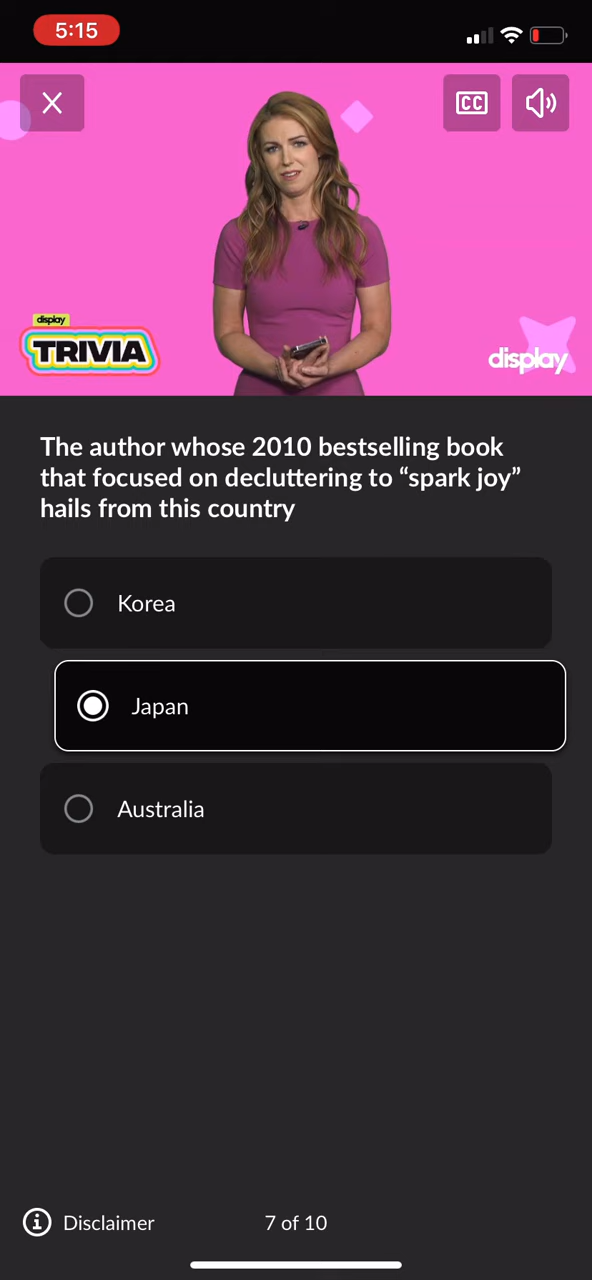 5:15
CC
display
TRIVIA
display
The author whose 2010 bestselling book
that focused on decluttering to “spark joy”
hails from this country
Korea
Japan
Australia
Disclaimer
7 of 10